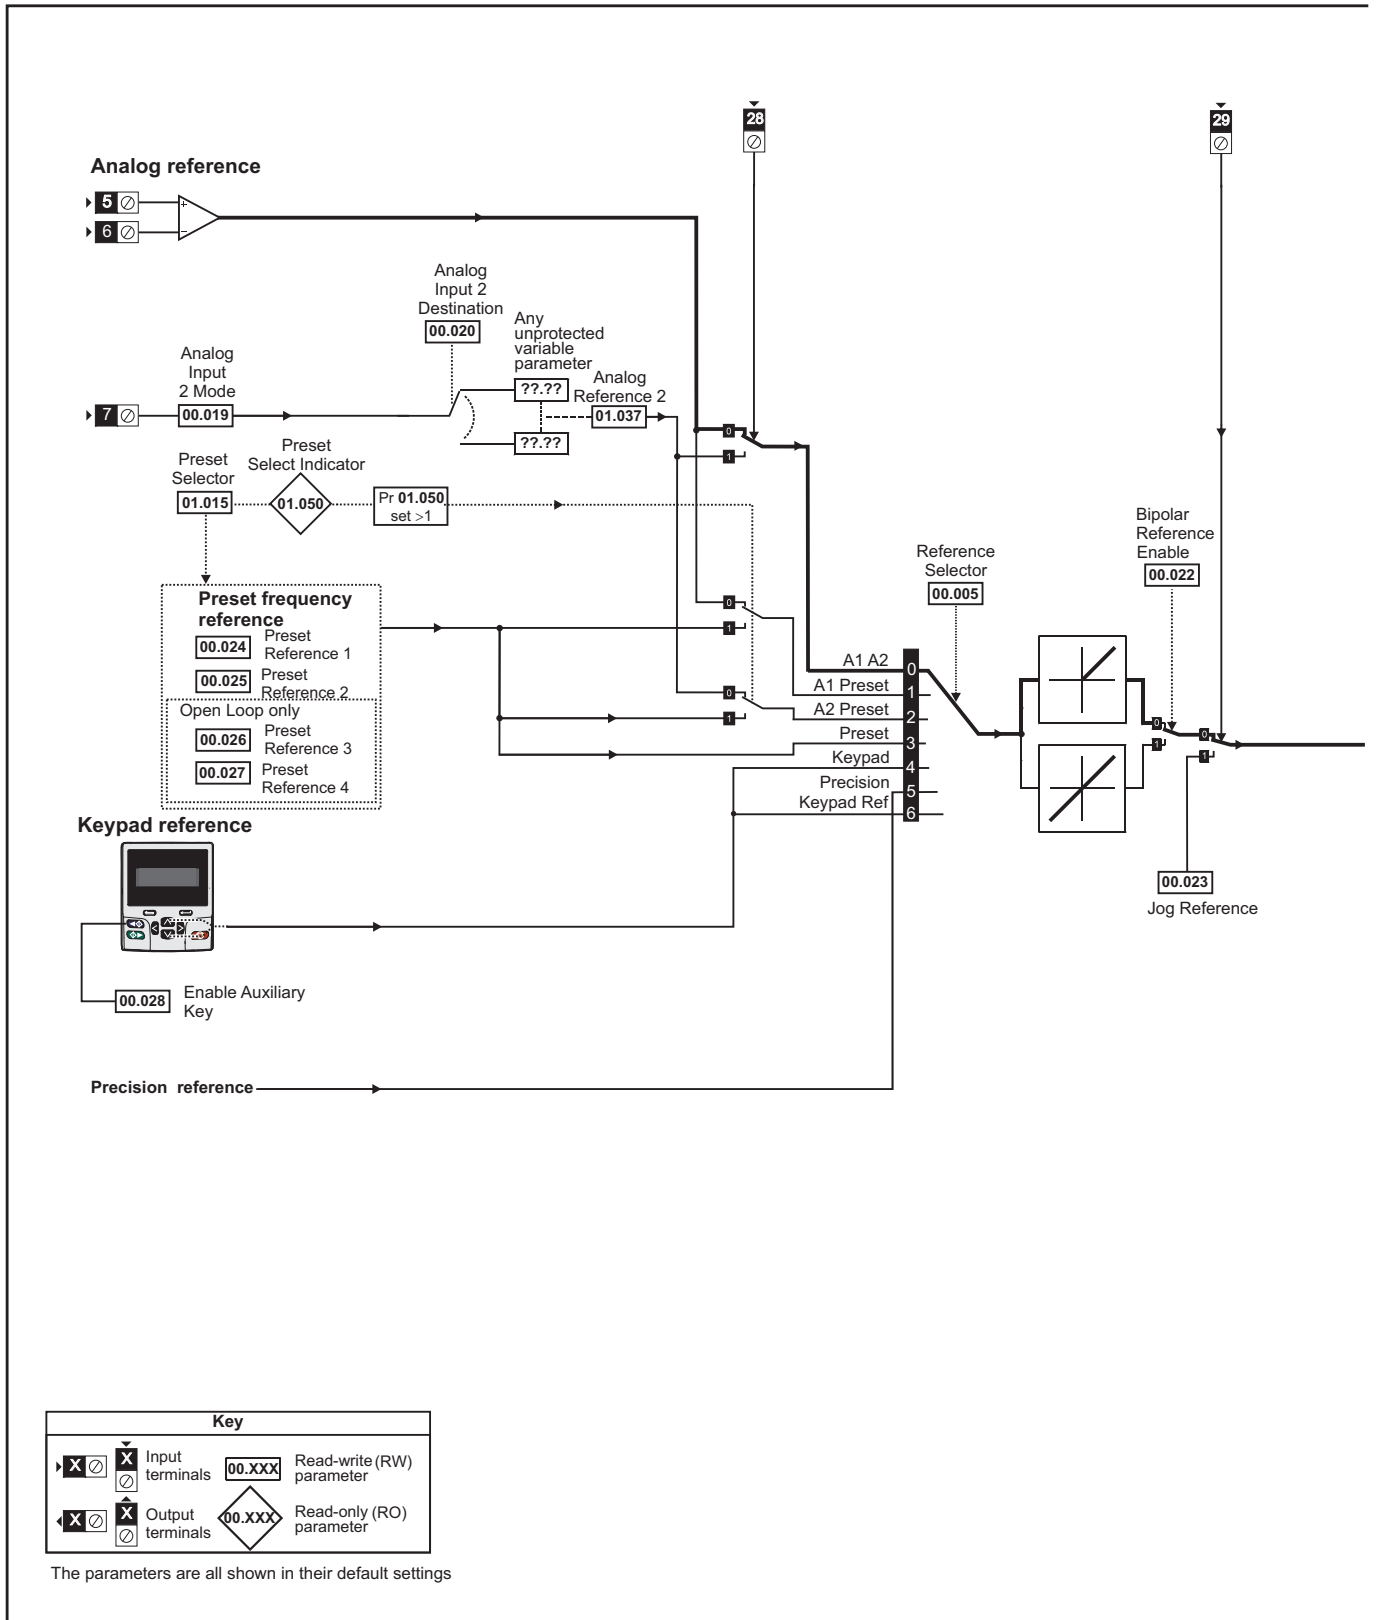 28
29
Analog reference
5
+
6
−
Analog
Input 2
Destination
00.020
Any
unprotected
variable
parameter
??.??
??.??
Analog
Reference 2
01.037
Analog
Input
2 Mode
7
00.019
0
1
Preset
Selector
01.015
Preset
Select Indicator
01.050
Pr 01.050
set >1
Preset frequency
reference
00.024
Preset
Reference 1
00.025
Preset
Reference 2
Open Loop only
00.026
Preset
Reference 3
00.027
Preset
Reference 4
0
1
0
1
A1 A2
0
A1 Preset
1
A2 Preset
2
Preset
3
Keypad
4
Precision
5
Keypad Ref
6
Reference
Selector
00.005
Bipolar
Reference
Enable
00.022
0
1
0
1
00.023
Jog Reference
Keypad reference
00.028
Enable Auxiliary
Key
Precision reference
Key
X
X
Input
terminals
00.XXX
Read-write (RW)
parameter
X
X
Output
terminals
00.XXX
Read-only (RO)
parameter
The parameters are all shown in their default settings